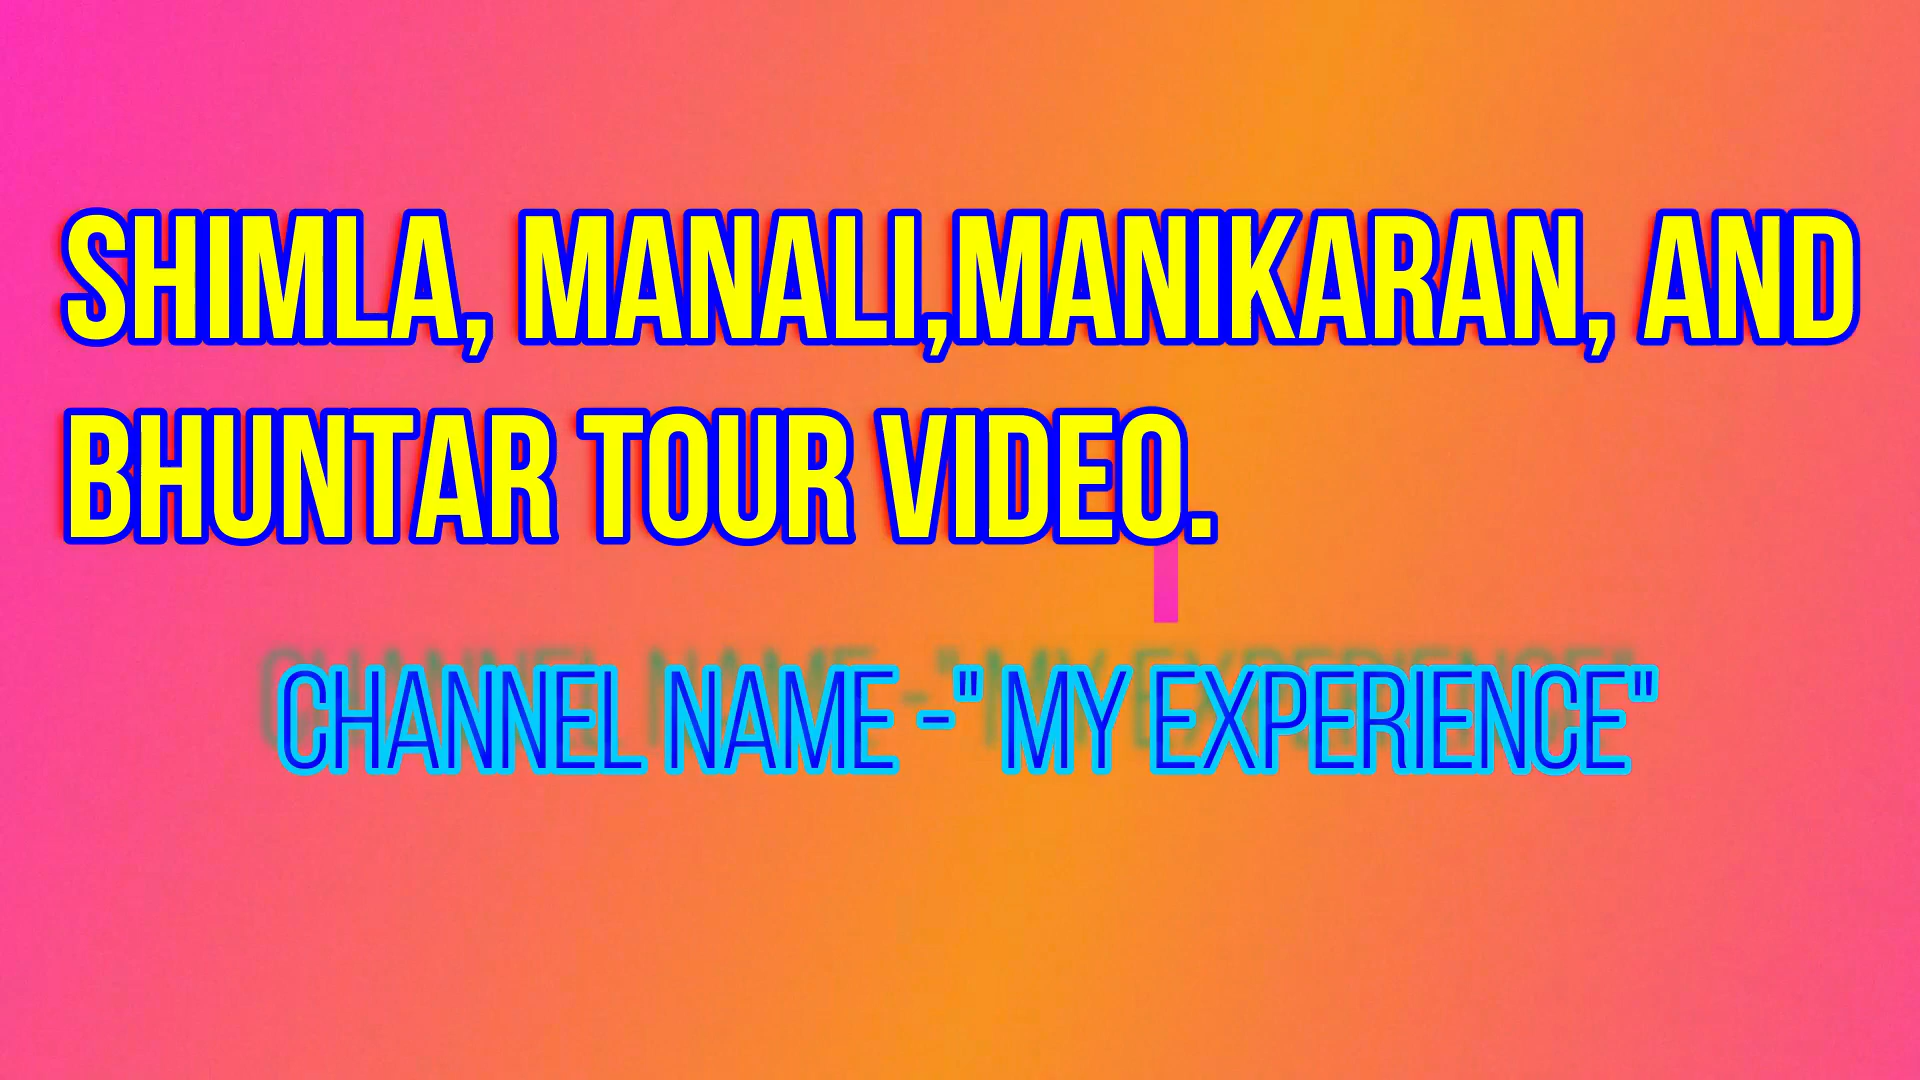 SHIMLA, MANALI,MANIKARAN, AND
BHUNTAR TOUR VIDEO.
CHANNEL NAME -" MY EXPERIENCE"